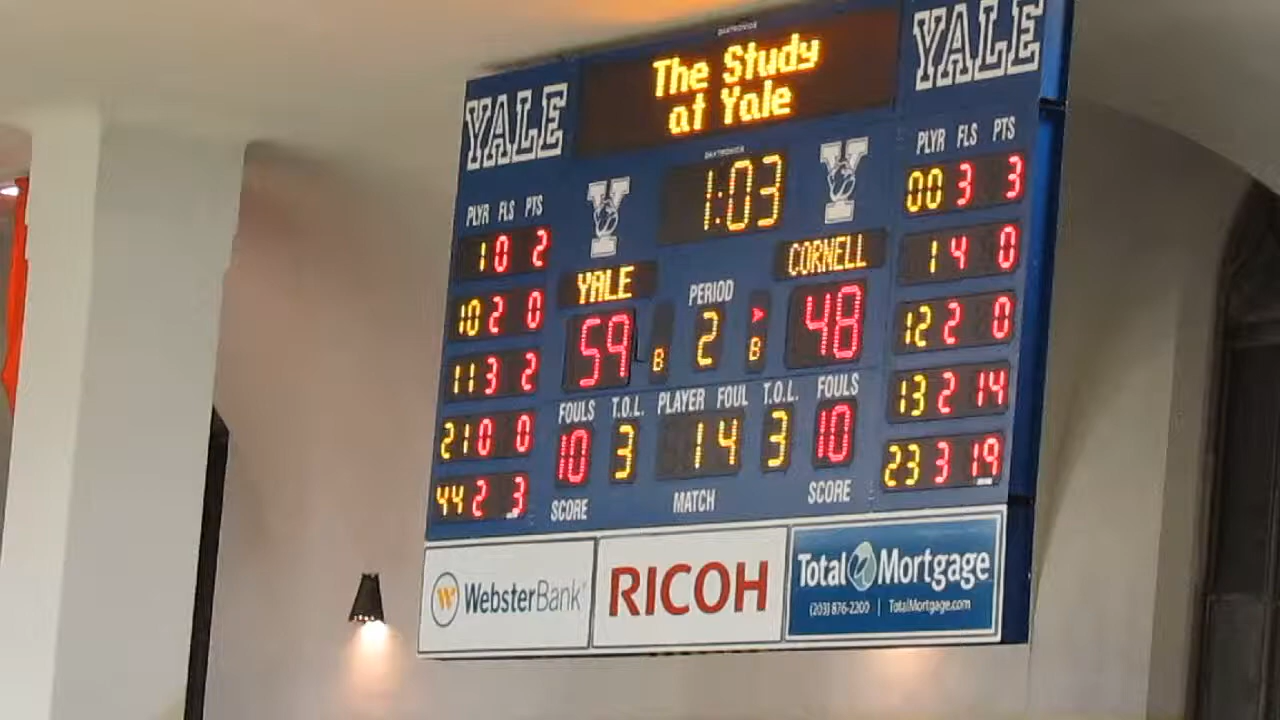 DAKTRONICS
The Study
at Yale
YALE
YALE
DAKTRONICS
1:03
Y
Y
PLYR FLS PTS
1 0 2
10 2 0
11 3 2
21 0 0
44 2 3
PLYR FLS PTS
00 3 3
1 4 0
12 2 0
13 2 14
23 3 19
YALE
59
B
PERIOD
2
B
CORNELL
48
FOULS T.O.L. PLAYER FOUL T.O.L. FOULS
10 3 14 3 10
SCORE MATCH SCORE
WebsterBank
RICOH
Total Mortgage
(203) 876-2200 | TotalMortgage.com